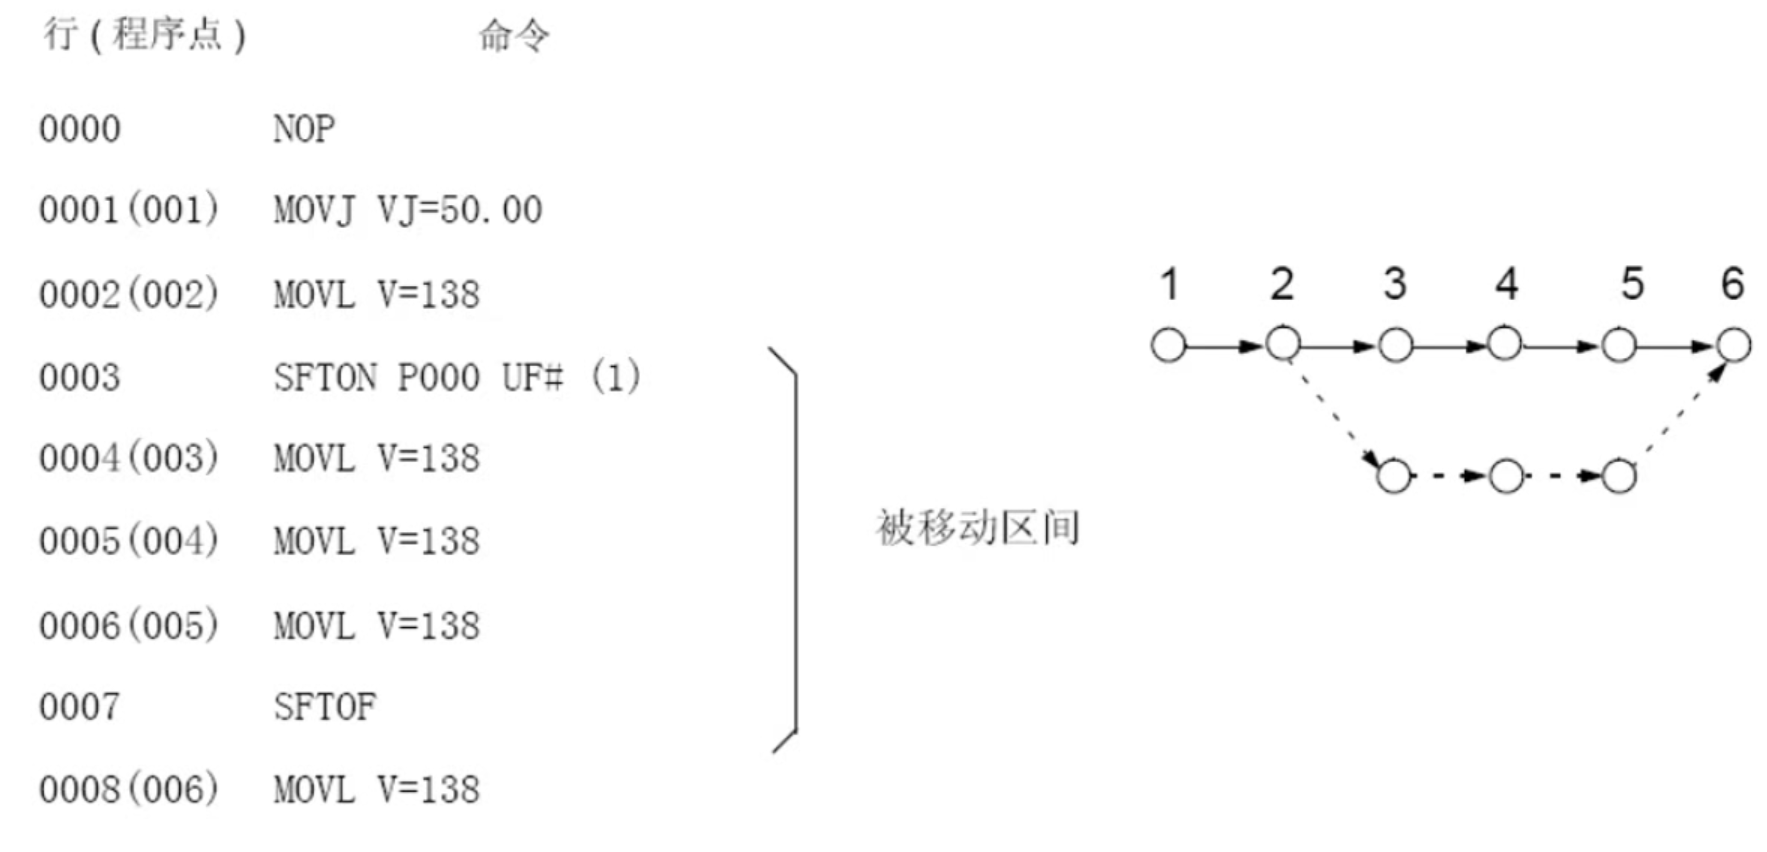 行(程序点) 命令
0000 NOP
0001(001) MOVJ VJ=50.00
0002(002) MOVL V=138
0003 SFTON P000 UF# (1)
0004(003) MOVL V=138
0005(004) MOVL V=138
0006(005) MOVL V=138
0007 SFTOF
0008(006) MOVL V=138
被移动区间
1 2 3 4 5 6